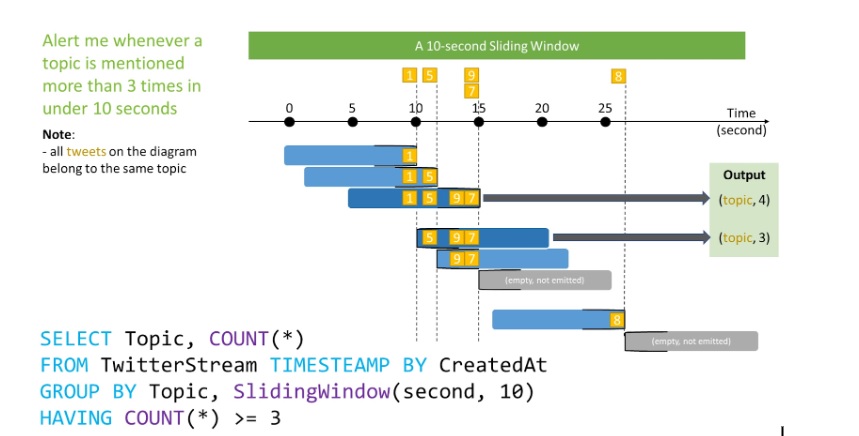 A 10-second Sliding Window
Alert me whenever a
topic is mentioned
more than 3 times in
under 10 seconds
Note:
- all tweets on the diagram
belong to the same topic
1 5 9 8
7
0 5 10 15 20 25
Time
(second)
1
1 5
1 5 9 7
5 9 7
9 7
(empty, not emitted)
8
(empty, not emitted)
Output
(topic, 4)
(topic, 3)
SELECT Topic, COUNT(*)
FROM TwitterStream TIMESTEAMP BY CreatedAt
GROUP BY Topic, SlidingWindow(second, 10)
HAVING COUNT(*) >= 3